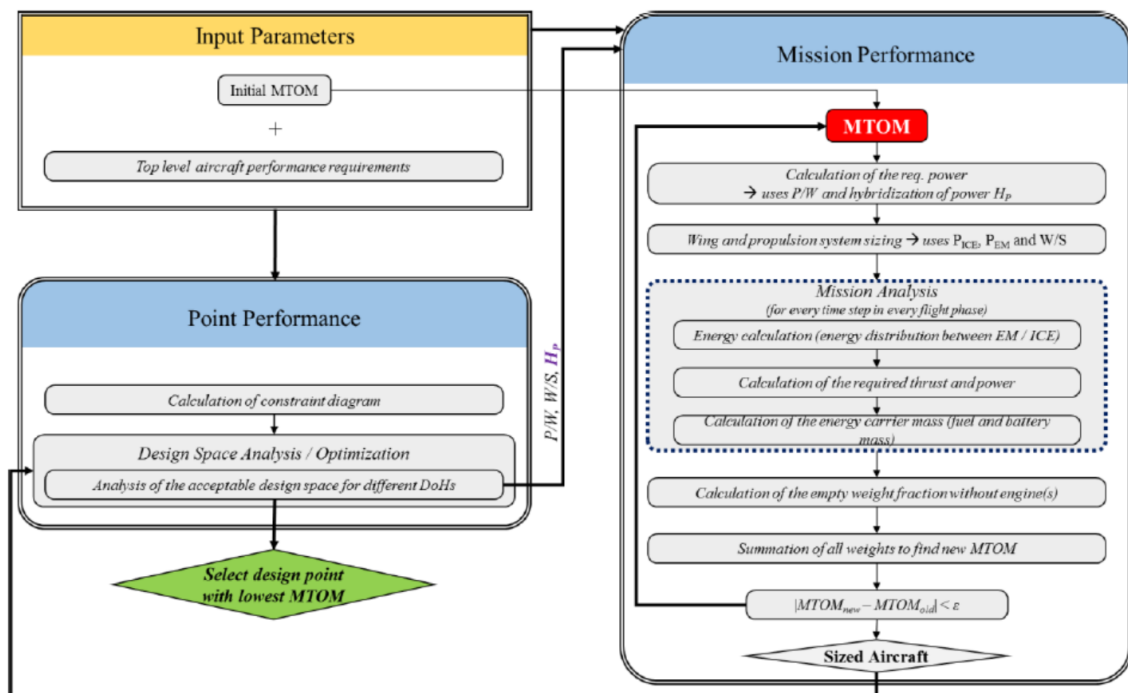 Input Parameters
Initial MTOM
+
Top level aircraft performance requirements
Point Performance
Calculation of constraint diagram
Design Space Analysis / Optimization
Analysis of the acceptable design space for different DoHs
Select design point
with lowest MTOM
P/W, W/S, H_P
Mission Performance
MTOM
Calculation of the req. power
→ uses P/W and hybridization of power H_P
Wing and propulsion system sizing → uses P_ICE, P_EM and W/S
Mission Analysis
(for every time step in every flight phase)
Energy calculation (energy distribution between EM / ICE)
Calculation of the required thrust and power
Calculation of the energy carrier mass (fuel and battery
mass)
Calculation of the empty weight fraction without engine(s)
Summation of all weights to find new MTOM
|MTOM_new − MTOM_old| < ε
Sized Aircraft